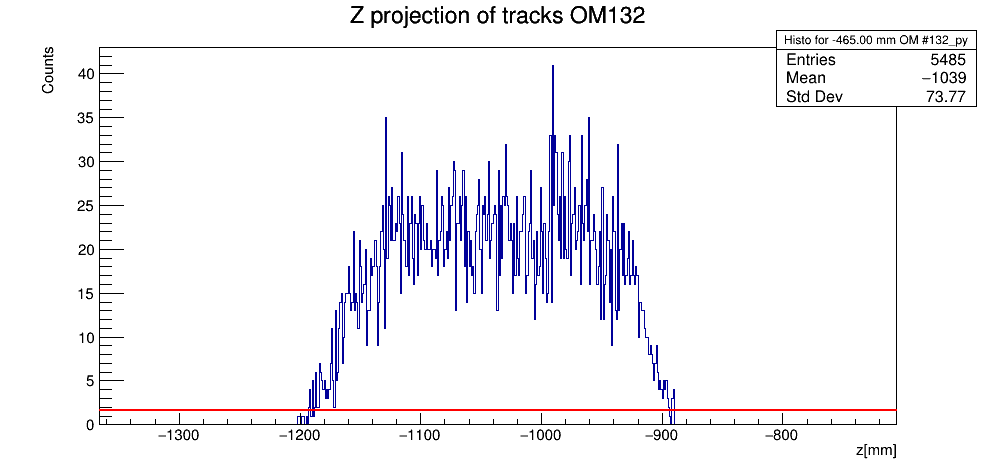 Z projection of tracks OM132
Histo for -465.00 mm OM #132_py
Entries 5485
Mean −1039
Std Dev 73.77
Counts
40
35
30
25
20
15
10
5
0
−1300 −1200 −1100 −1000 −900 −800
z[mm]